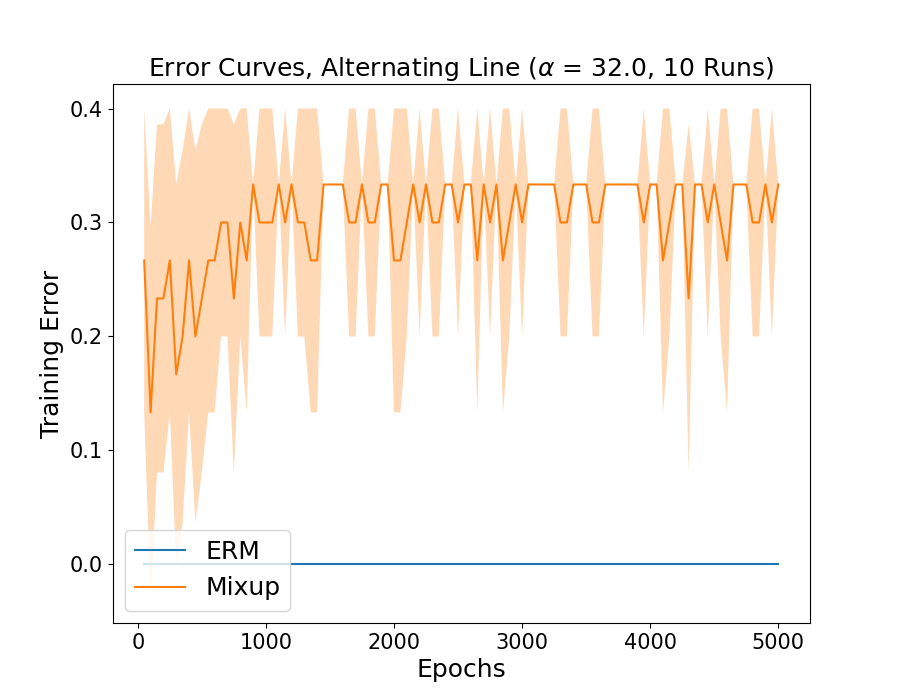 Error Curves, Alternating Line (α = 32.0, 10 Runs)
Training Error
0.4
0.3
0.2
0.1
0.0
ERM
Mixup
0 1000 2000 3000 4000 5000
Epochs